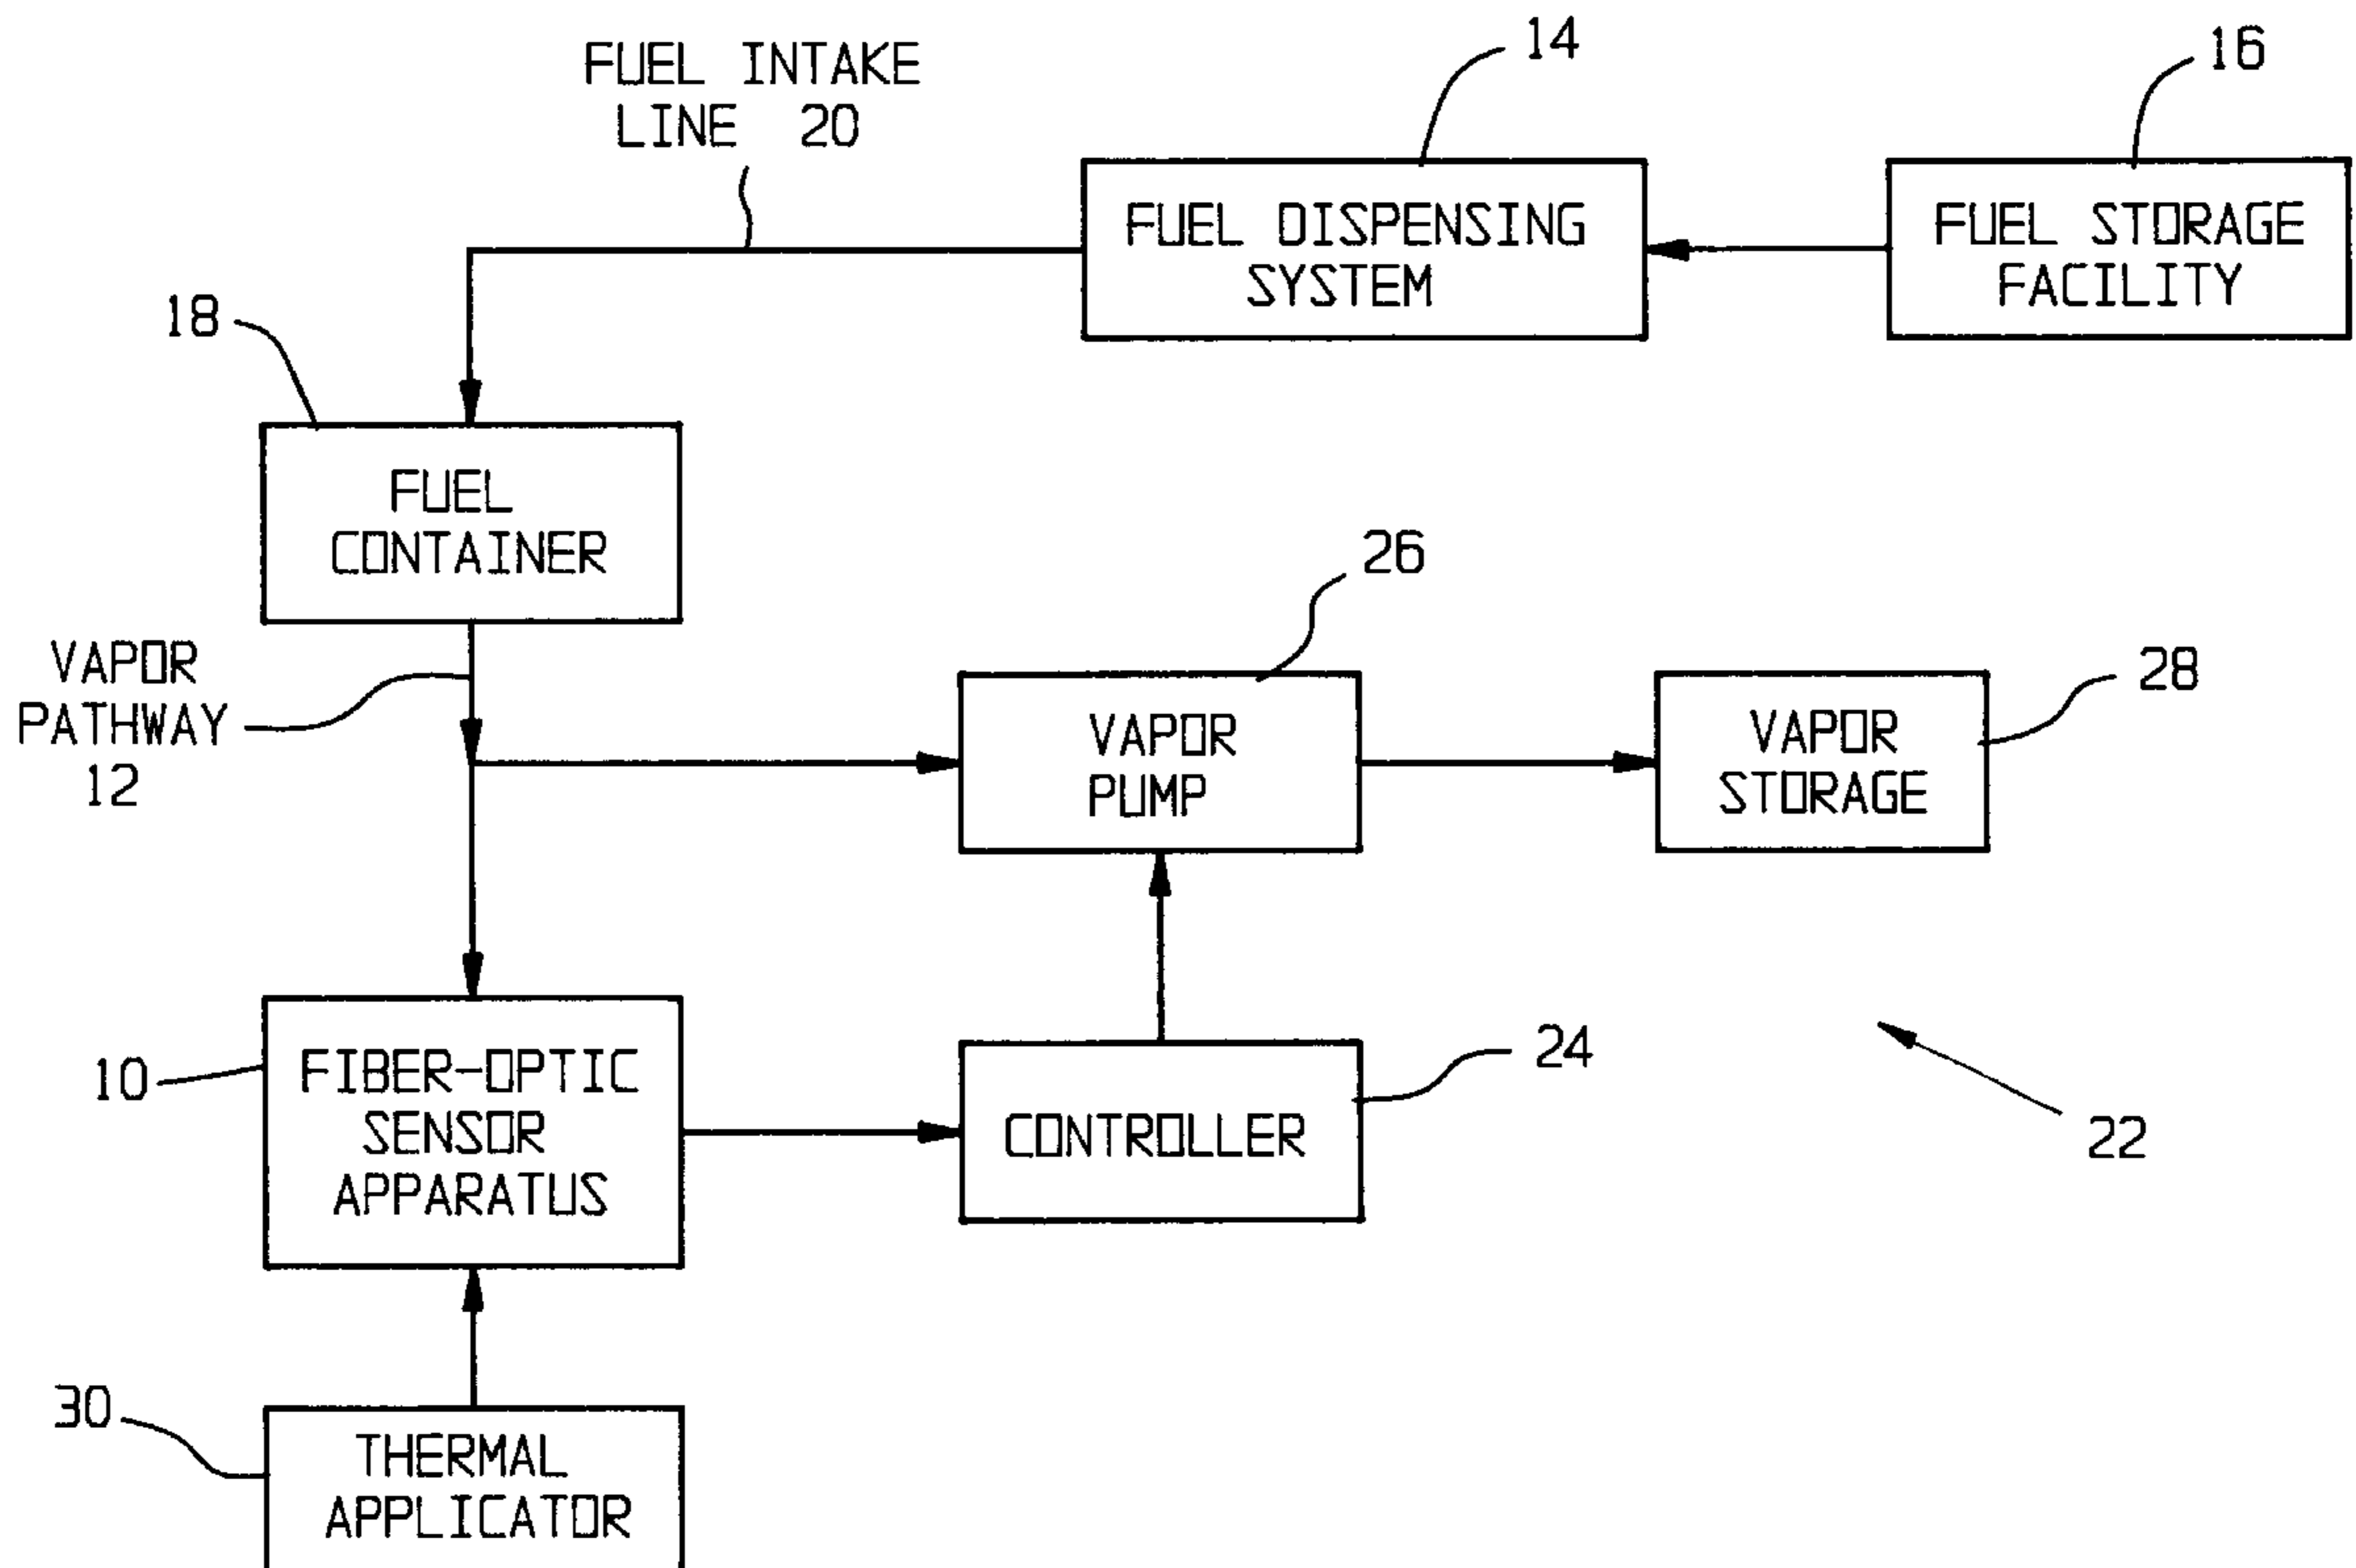 FUEL INTAKE
LINE 20
14
16
FUEL DISPENSING
SYSTEM
FUEL STORAGE
FACILITY
18
FUEL
CONTAINER
VAPOR
PATHWAY
12
26
VAPOR
PUMP
28
VAPOR
STORAGE
10
FIBER-OPTIC
SENSOR
APPARATUS
24
CONTROLLER
22
30
THERMAL
APPLICATOR